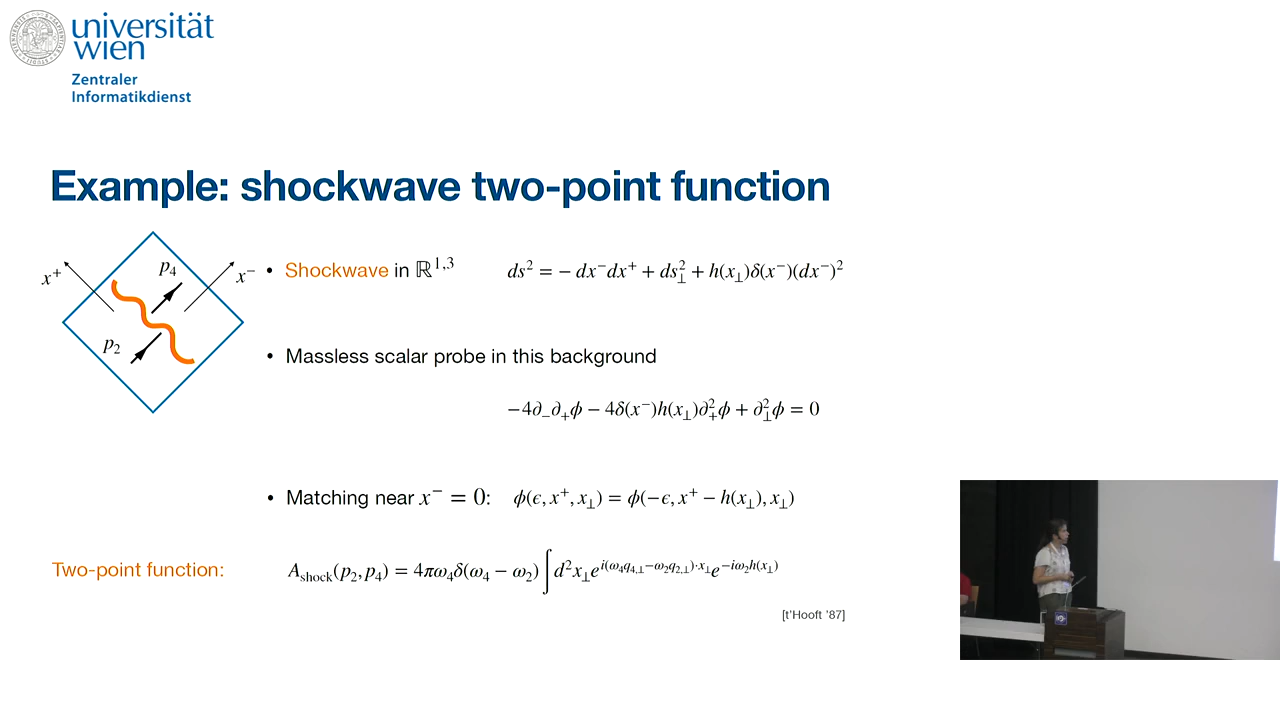 universität
wien
Zentraler
Informatikdienst
Example: shockwave two-point function
x⁺
p₄
x⁻
p₂
• Shockwave in ℝ^{1,3} ds² = − dx⁻dx⁺ + ds²_⊥ + h(x_⊥)δ(x⁻)(dx⁻)²
• Massless scalar probe in this background
−4∂₋∂₊ϕ − 4δ(x⁻)h(x_⊥)∂²₊ϕ + ∂²_⊥ϕ = 0
• Matching near x⁻ = 0: ϕ(ϵ, x⁺, x_⊥) = ϕ(−ϵ, x⁺ − h(x_⊥), x_⊥)
Two-point function: A_shock(p₂, p₄) = 4πω₄δ(ω₄ − ω₂) ∫ d²x_⊥ e^{i(ω₄q_{4,⊥}−ω₂q_{2,⊥})·x_⊥} e^{−iω₂h(x_⊥)}
[t'Hooft '87]